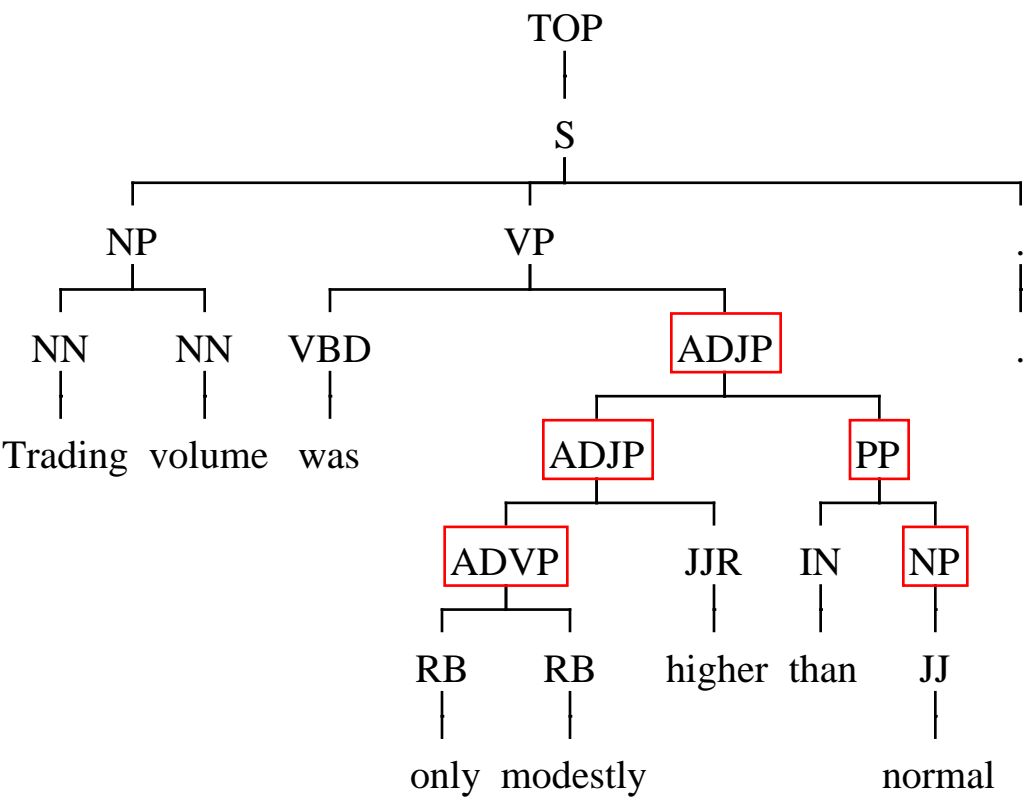 TOP
S
NP VP .
NN NN VBD ADJP .
Trading volume was ADJP PP
ADVP JJR IN NP
RB RB higher than JJ
only modestly normal